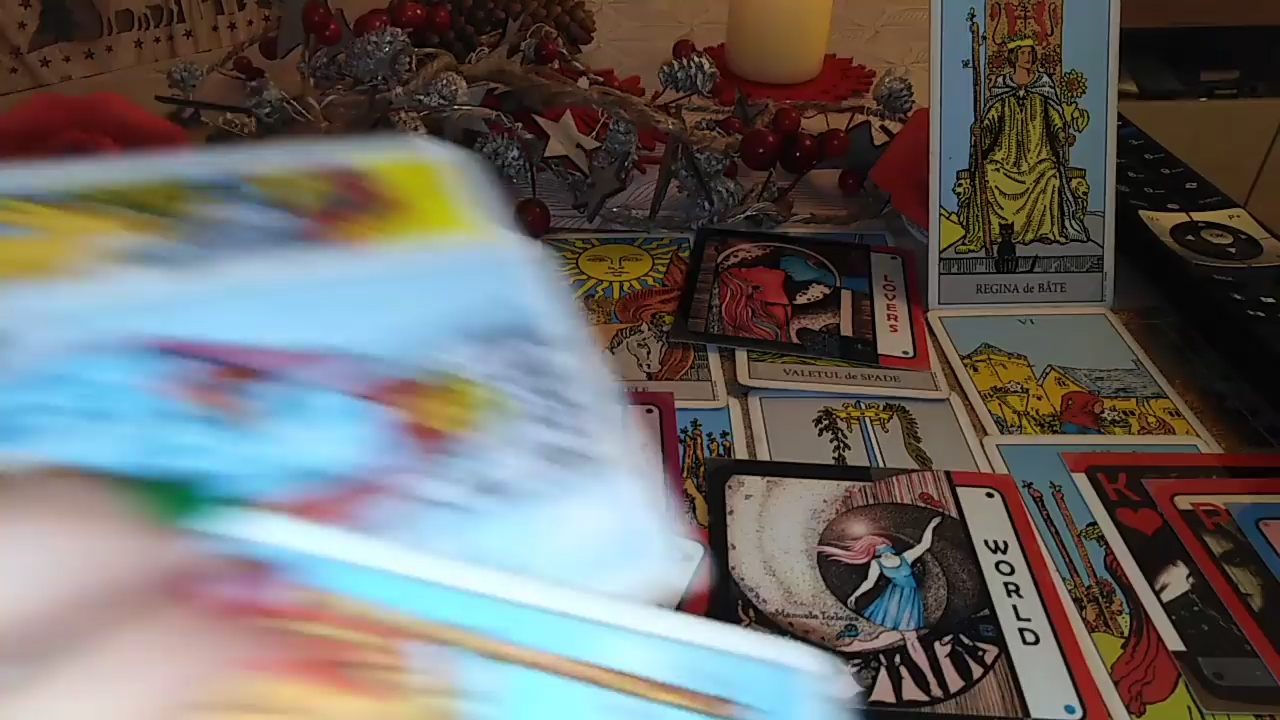 REGINA de BÂTE
LOVERS
VI
VALETUL de SPADE
WORLD
K
R